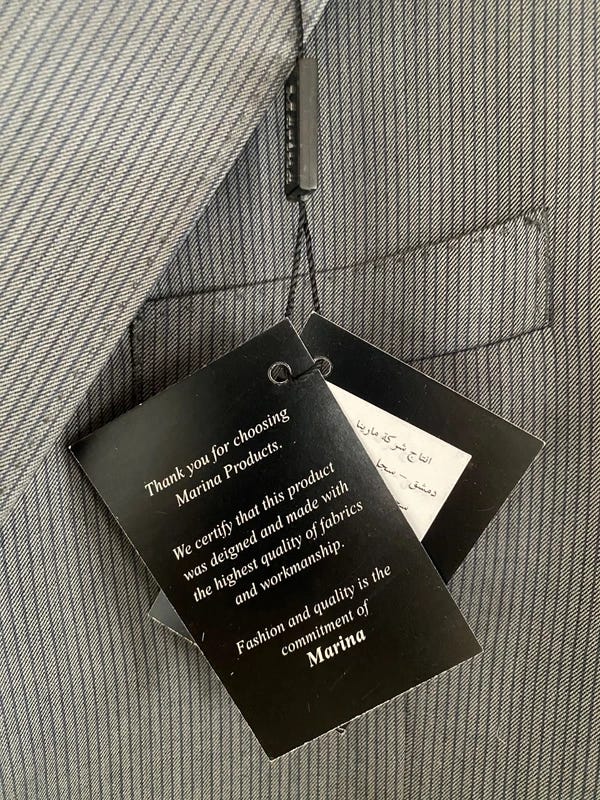 Thank you for choosing
Marina Products.
We certify that this product
was deigned and made with
the highest quality of fabrics
and workmanship.
Fashion and quality is the
commitment of
Marina
انتاج شركة مارينا
دمشق -